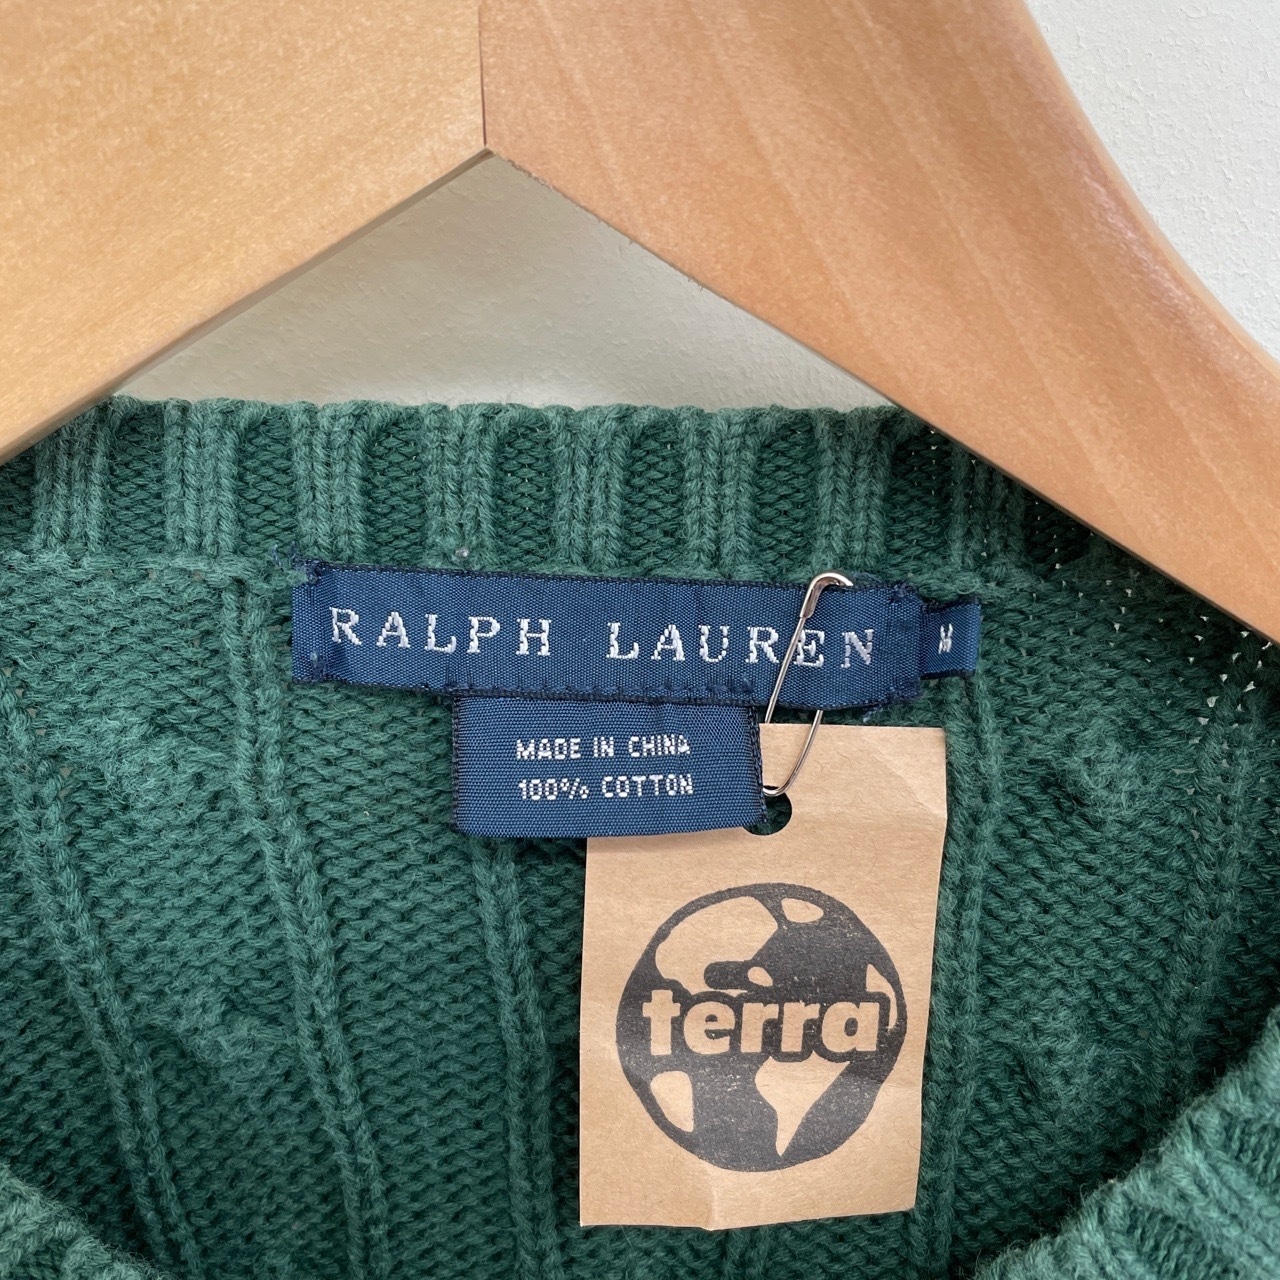 RALPH LAUREN
M
MADE IN CHINA
100% COTTON
terra